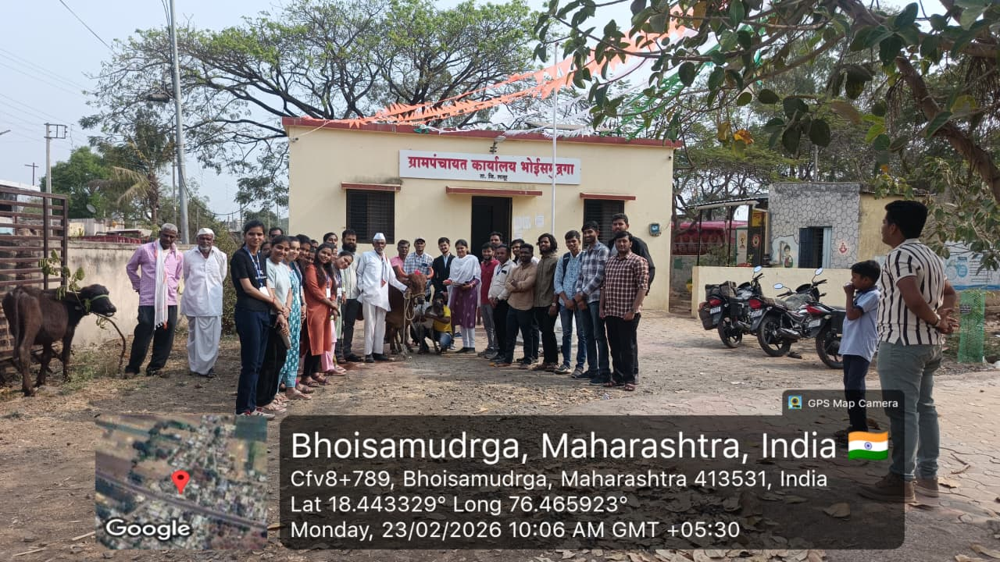 ग्रामपंचायत कार्यालय भोईसमुद्रगा
ता. जि. लातूर
GPS Map Camera
Bhoisamudrga, Maharashtra, India
Cfv8+789, Bhoisamudrga, Maharashtra 413531, India
Lat 18.443329° Long 76.465923°
Monday, 23/02/2026 10:06 AM GMT +05:30
Google